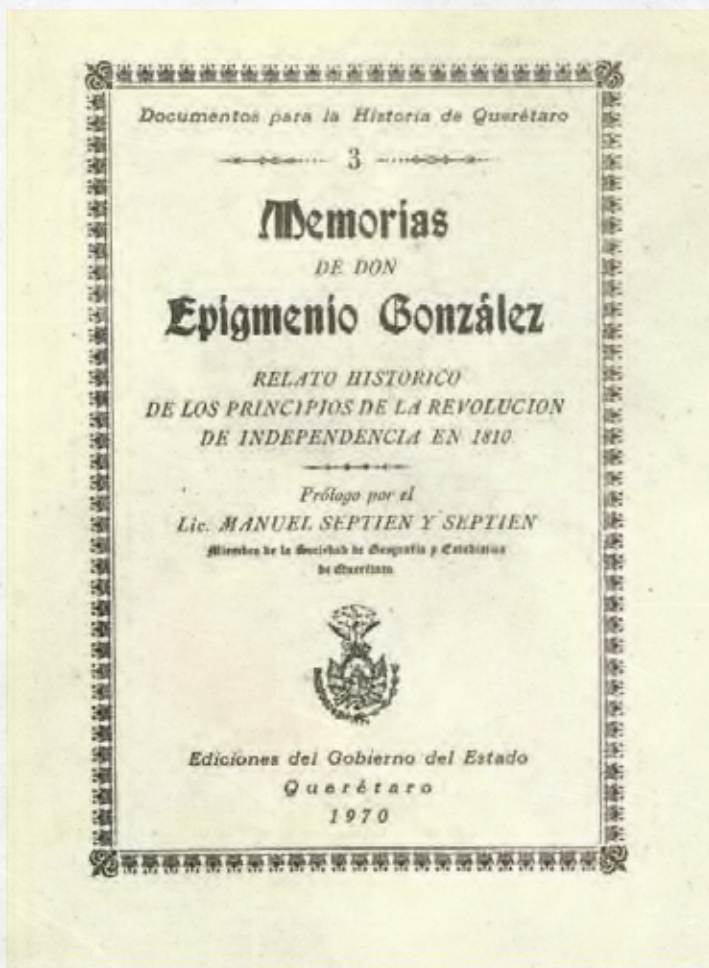 Documentos para la Historia de Querétaro
3
Memorias
DE DON
Epigmenio González
RELATO HISTORICO
DE LOS PRINCIPIOS DE LA REVOLUCION
DE INDEPENDENCIA EN 1810
Prólogo por el
Lic. MANUEL SEPTIEN Y SEPTIEN
Miembro de la Sociedad de Geografía y Estadística
de Querétaro
Ediciones del Gobierno del Estado
Querétaro
1970